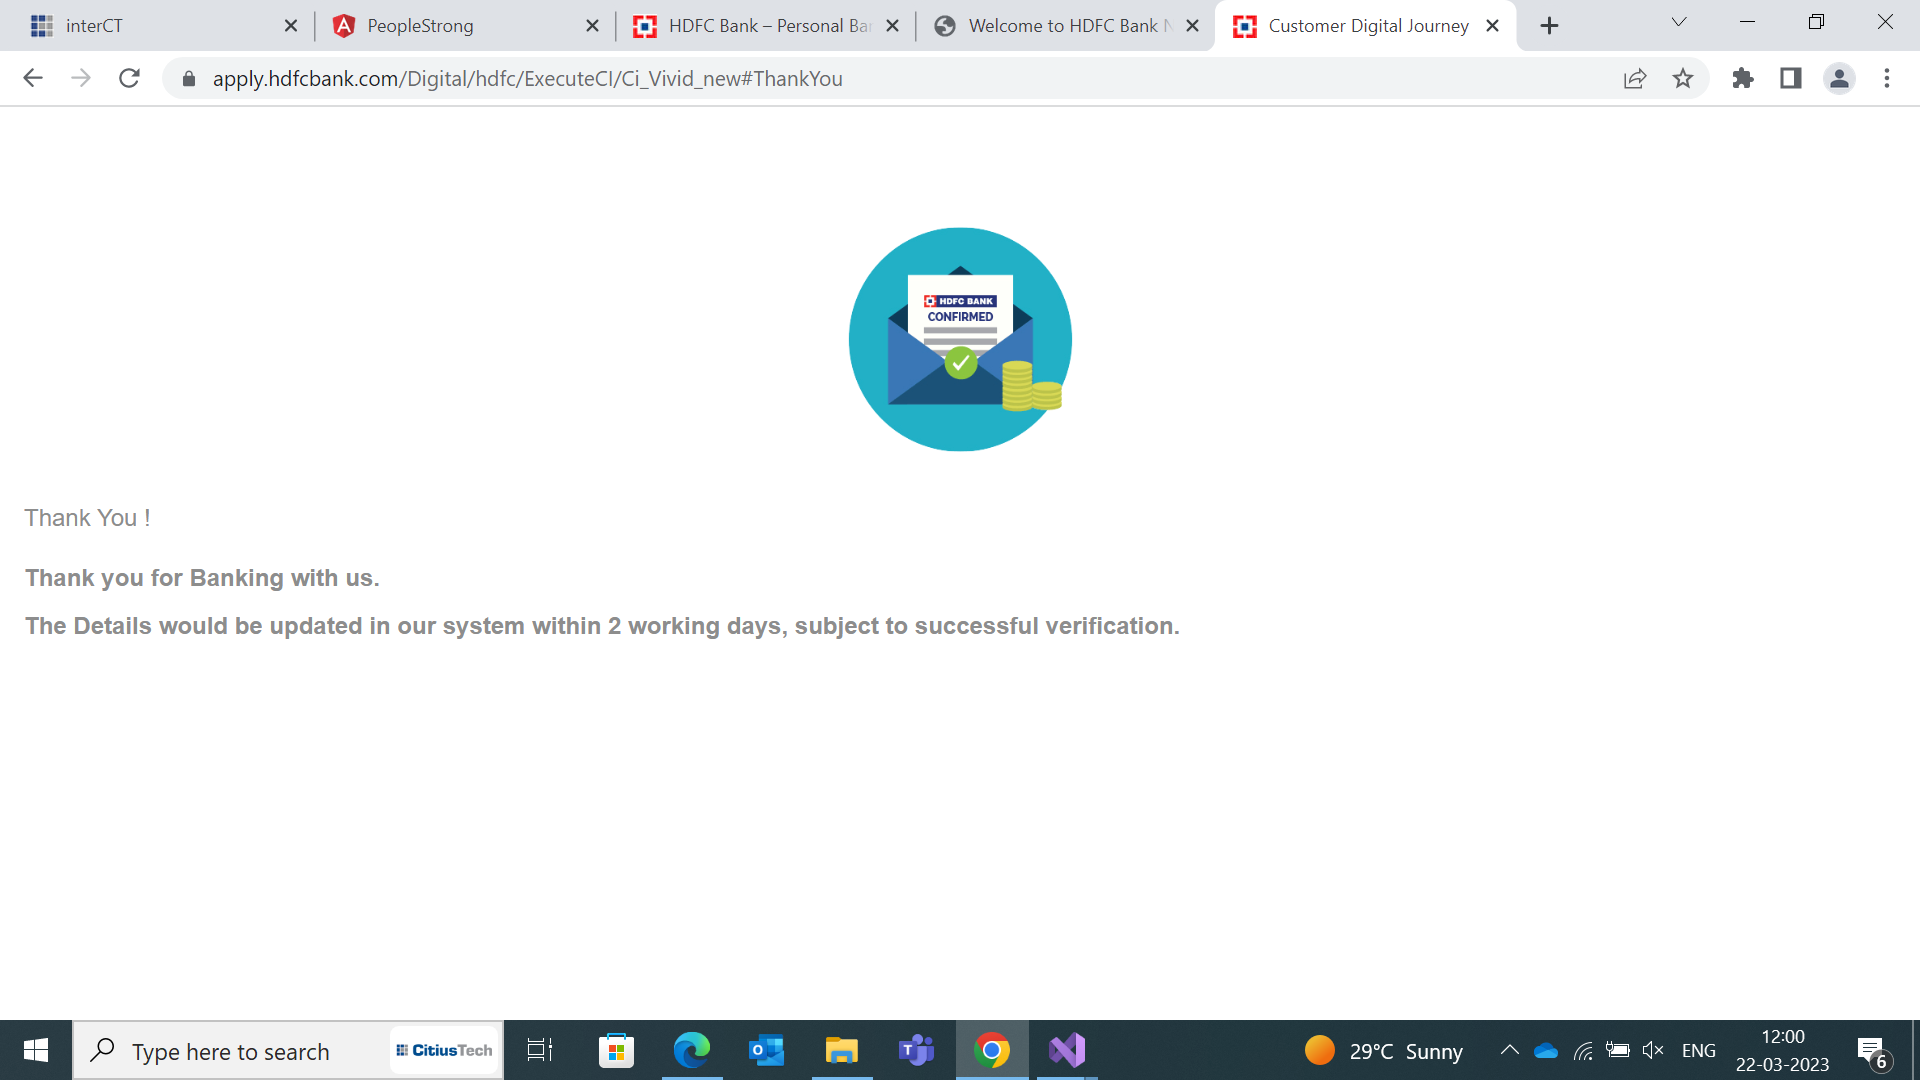 interCT
PeopleStrong
HDFC Bank – Personal Ba
Welcome to HDFC Bank N
Customer Digital Journey
apply.hdfcbank.com/Digital/hdfc/ExecuteCI/Ci_Vivid_new#ThankYou
HDFC BANK
CONFIRMED
Thank You !
Thank you for Banking with us.
The Details would be updated in our system within 2 working days, subject to successful verification.
Type here to search
CitiusTech
29°C Sunny
ENG
12:00
22-03-2023
6